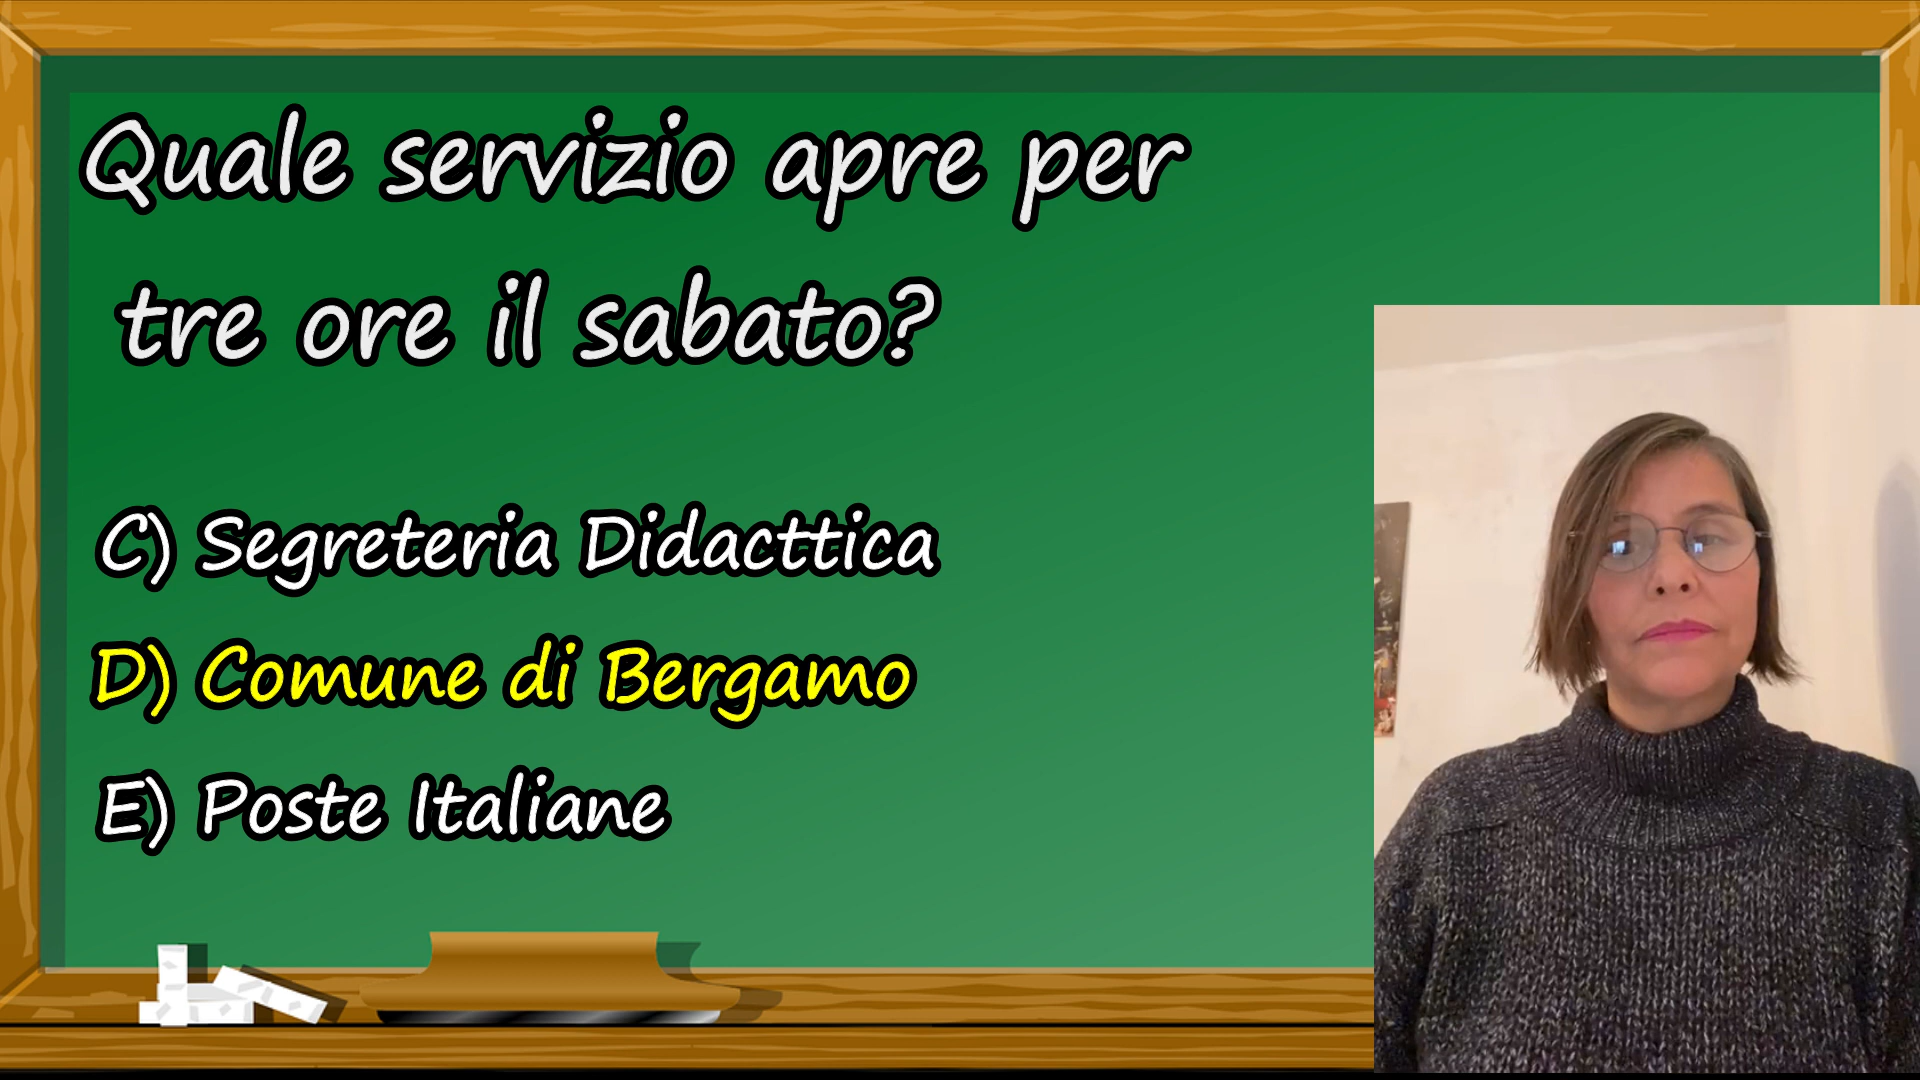 Quale servizio apre per
tre ore il sabato?
C) Segreteria Didacttica
D) Comune di Bergamo
E) Poste Italiane